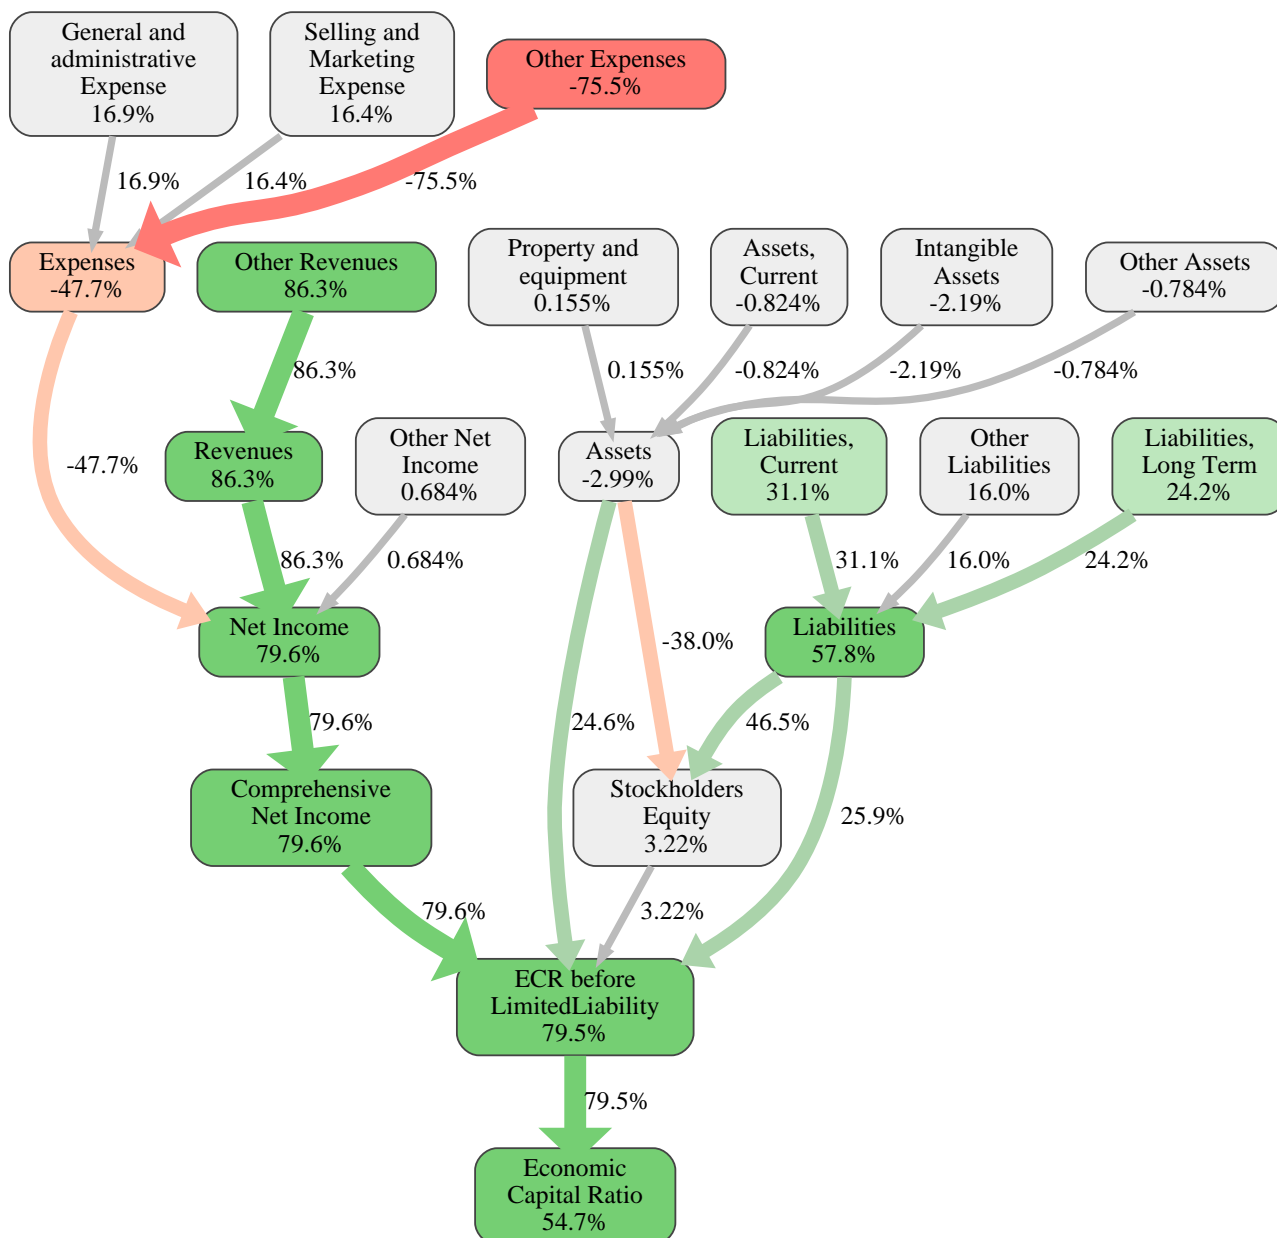 General and
administrative
Expense
16.9%
Selling and
Marketing
Expense
16.4%
Other Expenses
-75.5%
16.9%
16.4%
-75.5%
Expenses
-47.7%
Other Revenues
86.3%
Property and
equipment
0.155%
Assets,
Current
-0.824%
Intangible
Assets
-2.19%
Other Assets
-0.784%
86.3%
0.155%
-0.824%
-2.19%
-0.784%
-47.7%
Revenues
86.3%
Other Net
Income
0.684%
Assets
-2.99%
Liabilities,
Current
31.1%
Other
Liabilities
16.0%
Liabilities,
Long Term
24.2%
86.3%
0.684%
31.1%
16.0%
24.2%
Net Income
79.6%
-38.0%
Liabilities
57.8%
79.6%
24.6%
46.5%
Comprehensive
Net Income
79.6%
Stockholders
Equity
3.22%
25.9%
79.6%
3.22%
ECR before
LimitedLiability
79.5%
79.5%
Economic
Capital Ratio
54.7%